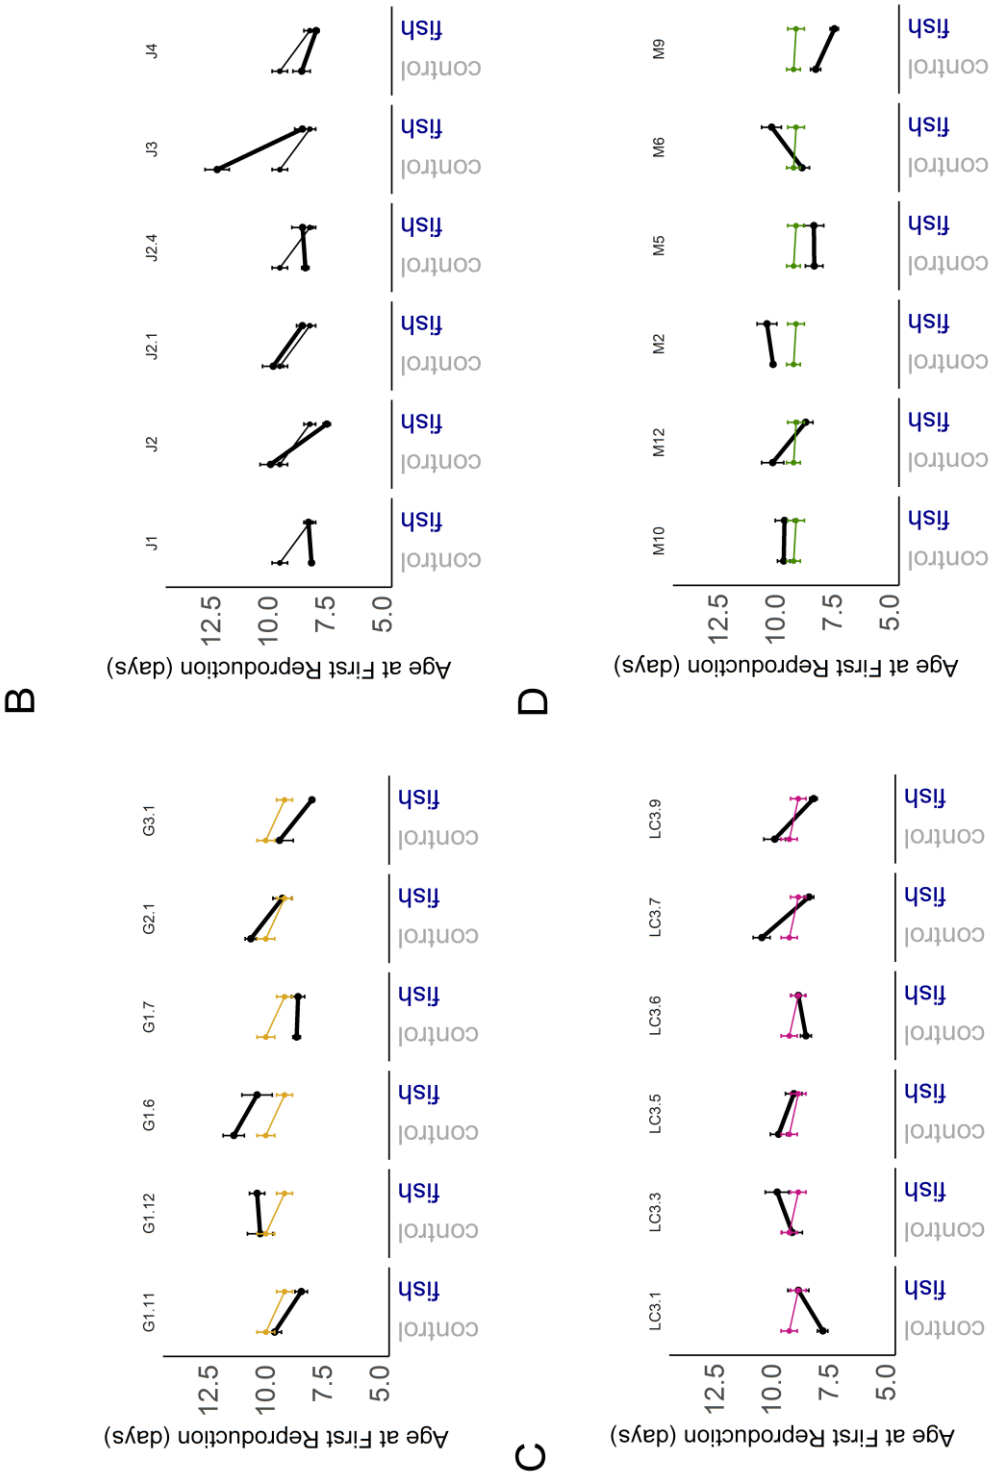 B
J1
J2
J2.1
J2.4
J3
J4
Age at First Reproduction (days)
12.5
10.0
7.5
5.0
control fish control fish control fish control fish control fish control fish
G1.11
G1.12
G1.6
G1.7
G2.1
G3.1
Age at First Reproduction (days)
12.5
10.0
7.5
5.0
control fish control fish control fish control fish control fish control fish
D
M10
M12
M2
M5
M6
M9
Age at First Reproduction (days)
12.5
10.0
7.5
5.0
control fish control fish control fish control fish control fish control fish
C
LC3.1
LC3.3
LC3.5
LC3.6
LC3.7
LC3.9
Age at First Reproduction (days)
12.5
10.0
7.5
5.0
control fish control fish control fish control fish control fish control fish